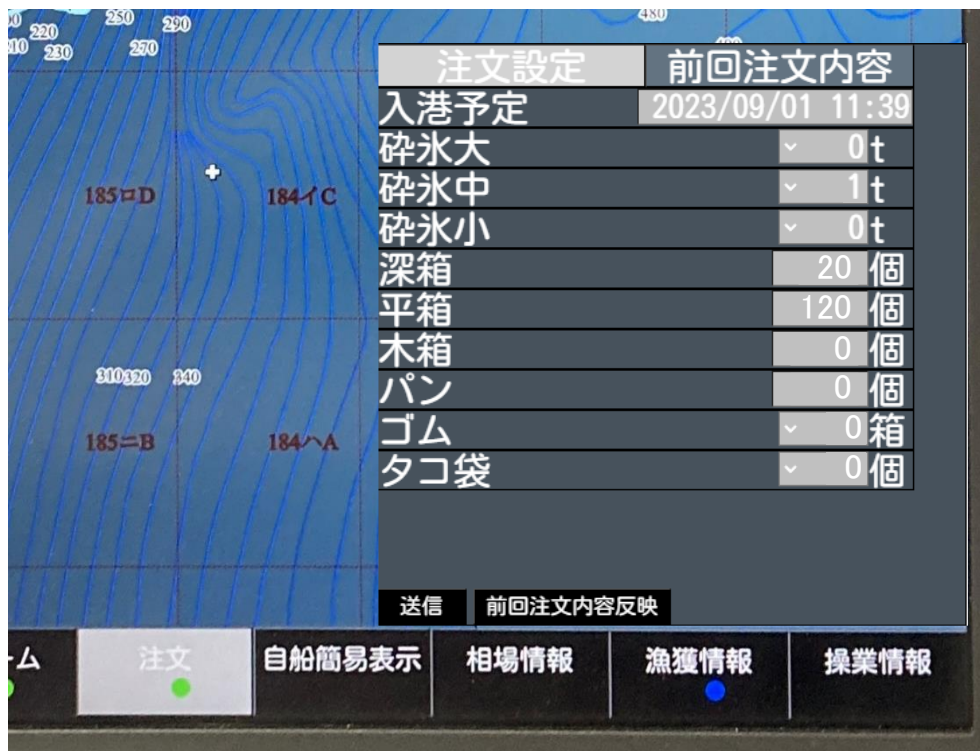 250
290
480
220
230
270
注文設定 前回注文内容
入港予定 2023/09/01 11:39
砕氷大 0 t
砕氷中 1 t
砕氷小 0 t
深箱 20 個
平箱 120 個
木箱 0 個
パン 0 個
ゴム 0 箱
タコ袋 0 個
185ロD 184イC
310 320 340
185ニB 184ハA
送信 前回注文内容反映
注文 自船簡易表示 相場情報 漁獲情報 操業情報